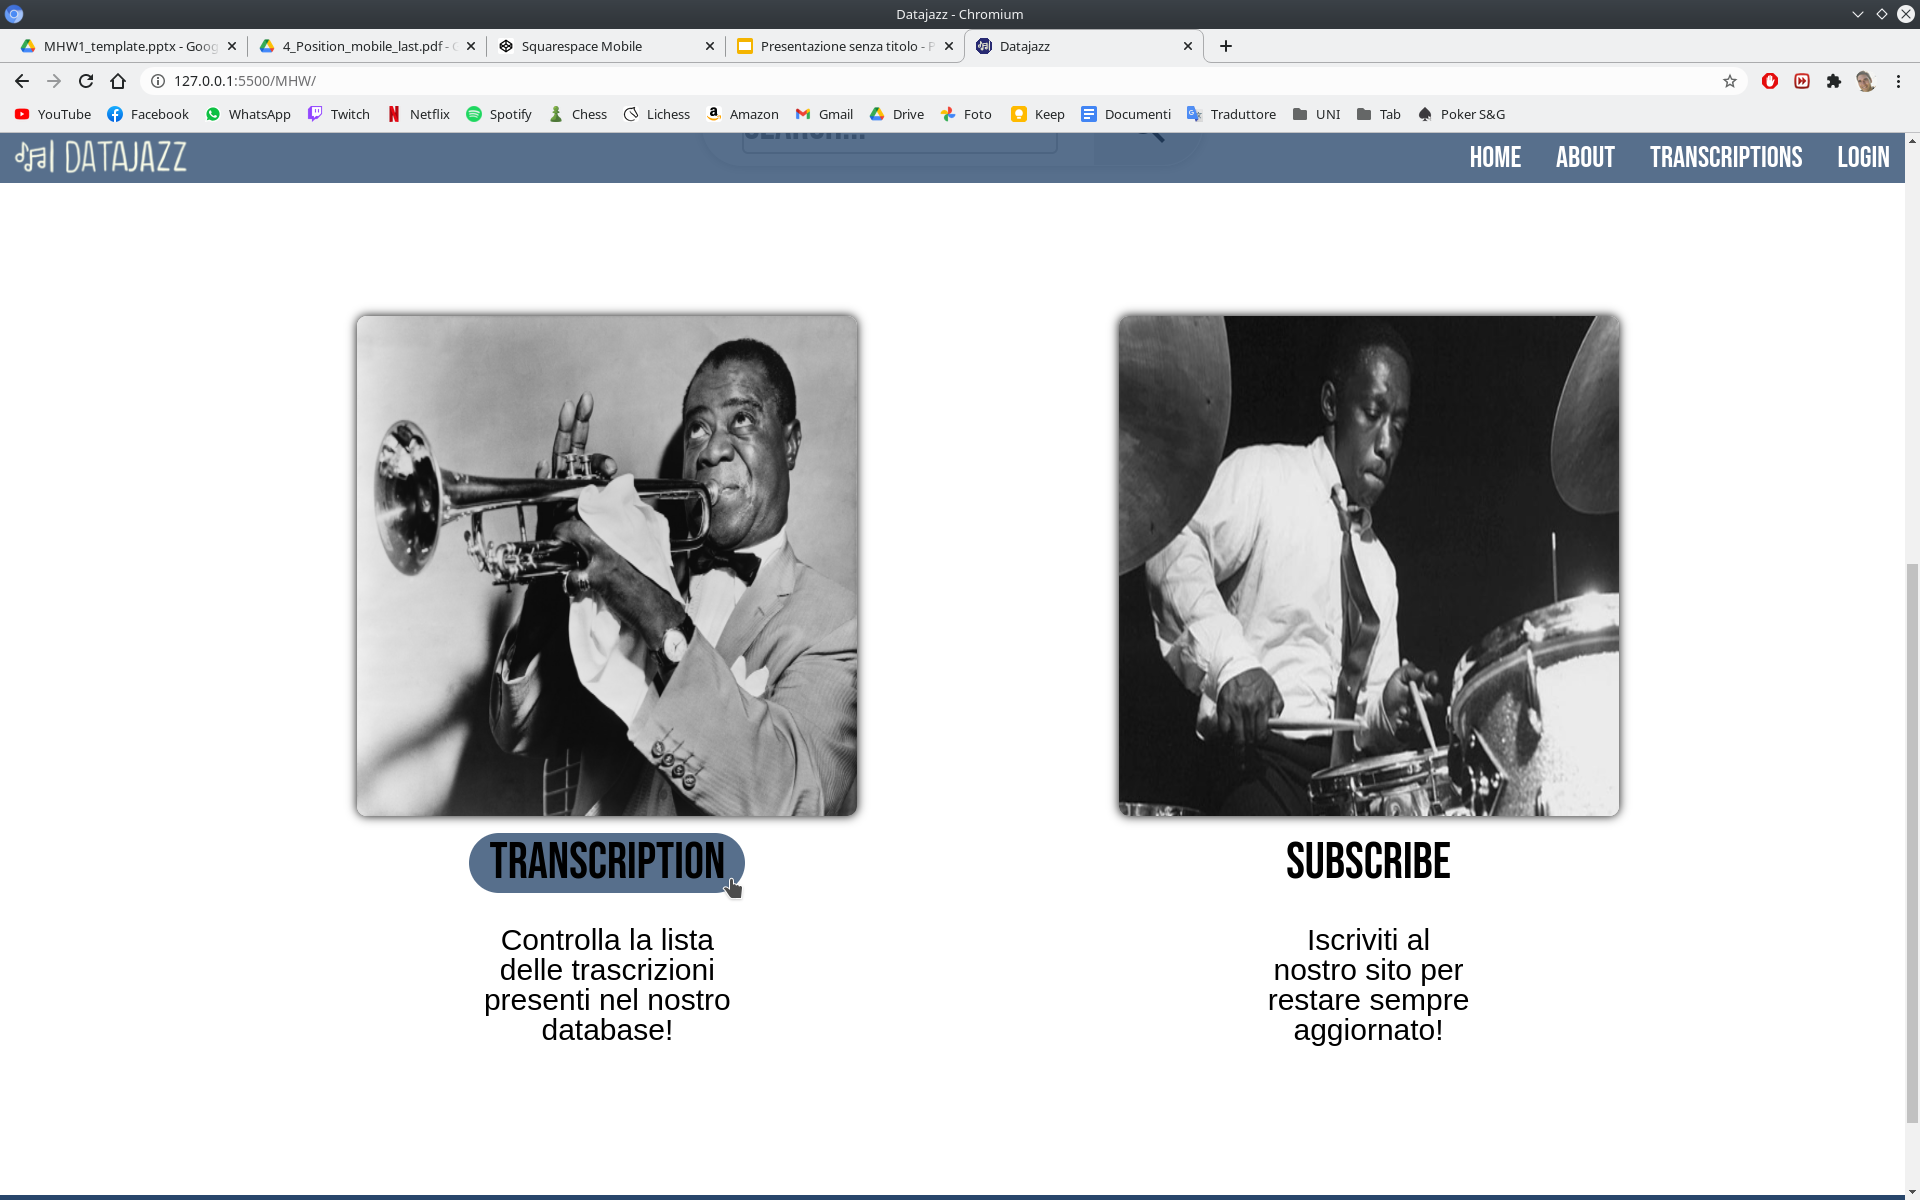 Datajazz - Chromium
MHW1_template.pptx - Goog
4_Position_mobile_last.pdf - G
Squarespace Mobile
Presentazione senza titolo - P
Datajazz
127.0.0.1:5500/MHW/
YouTube Facebook WhatsApp Twitch Netflix Spotify Chess Lichess Amazon Gmail Drive Foto Keep Documenti Traduttore UNI Tab Poker S&G
SEARCH...
DATAJAZZ HOME ABOUT TRANSCRIPTIONS LOGIN
TRANSCRIPTION
Controlla la lista
delle trascrizioni
presenti nel nostro
database!
SUBSCRIBE
Iscriviti al
nostro sito per
restare sempre
aggiornato!